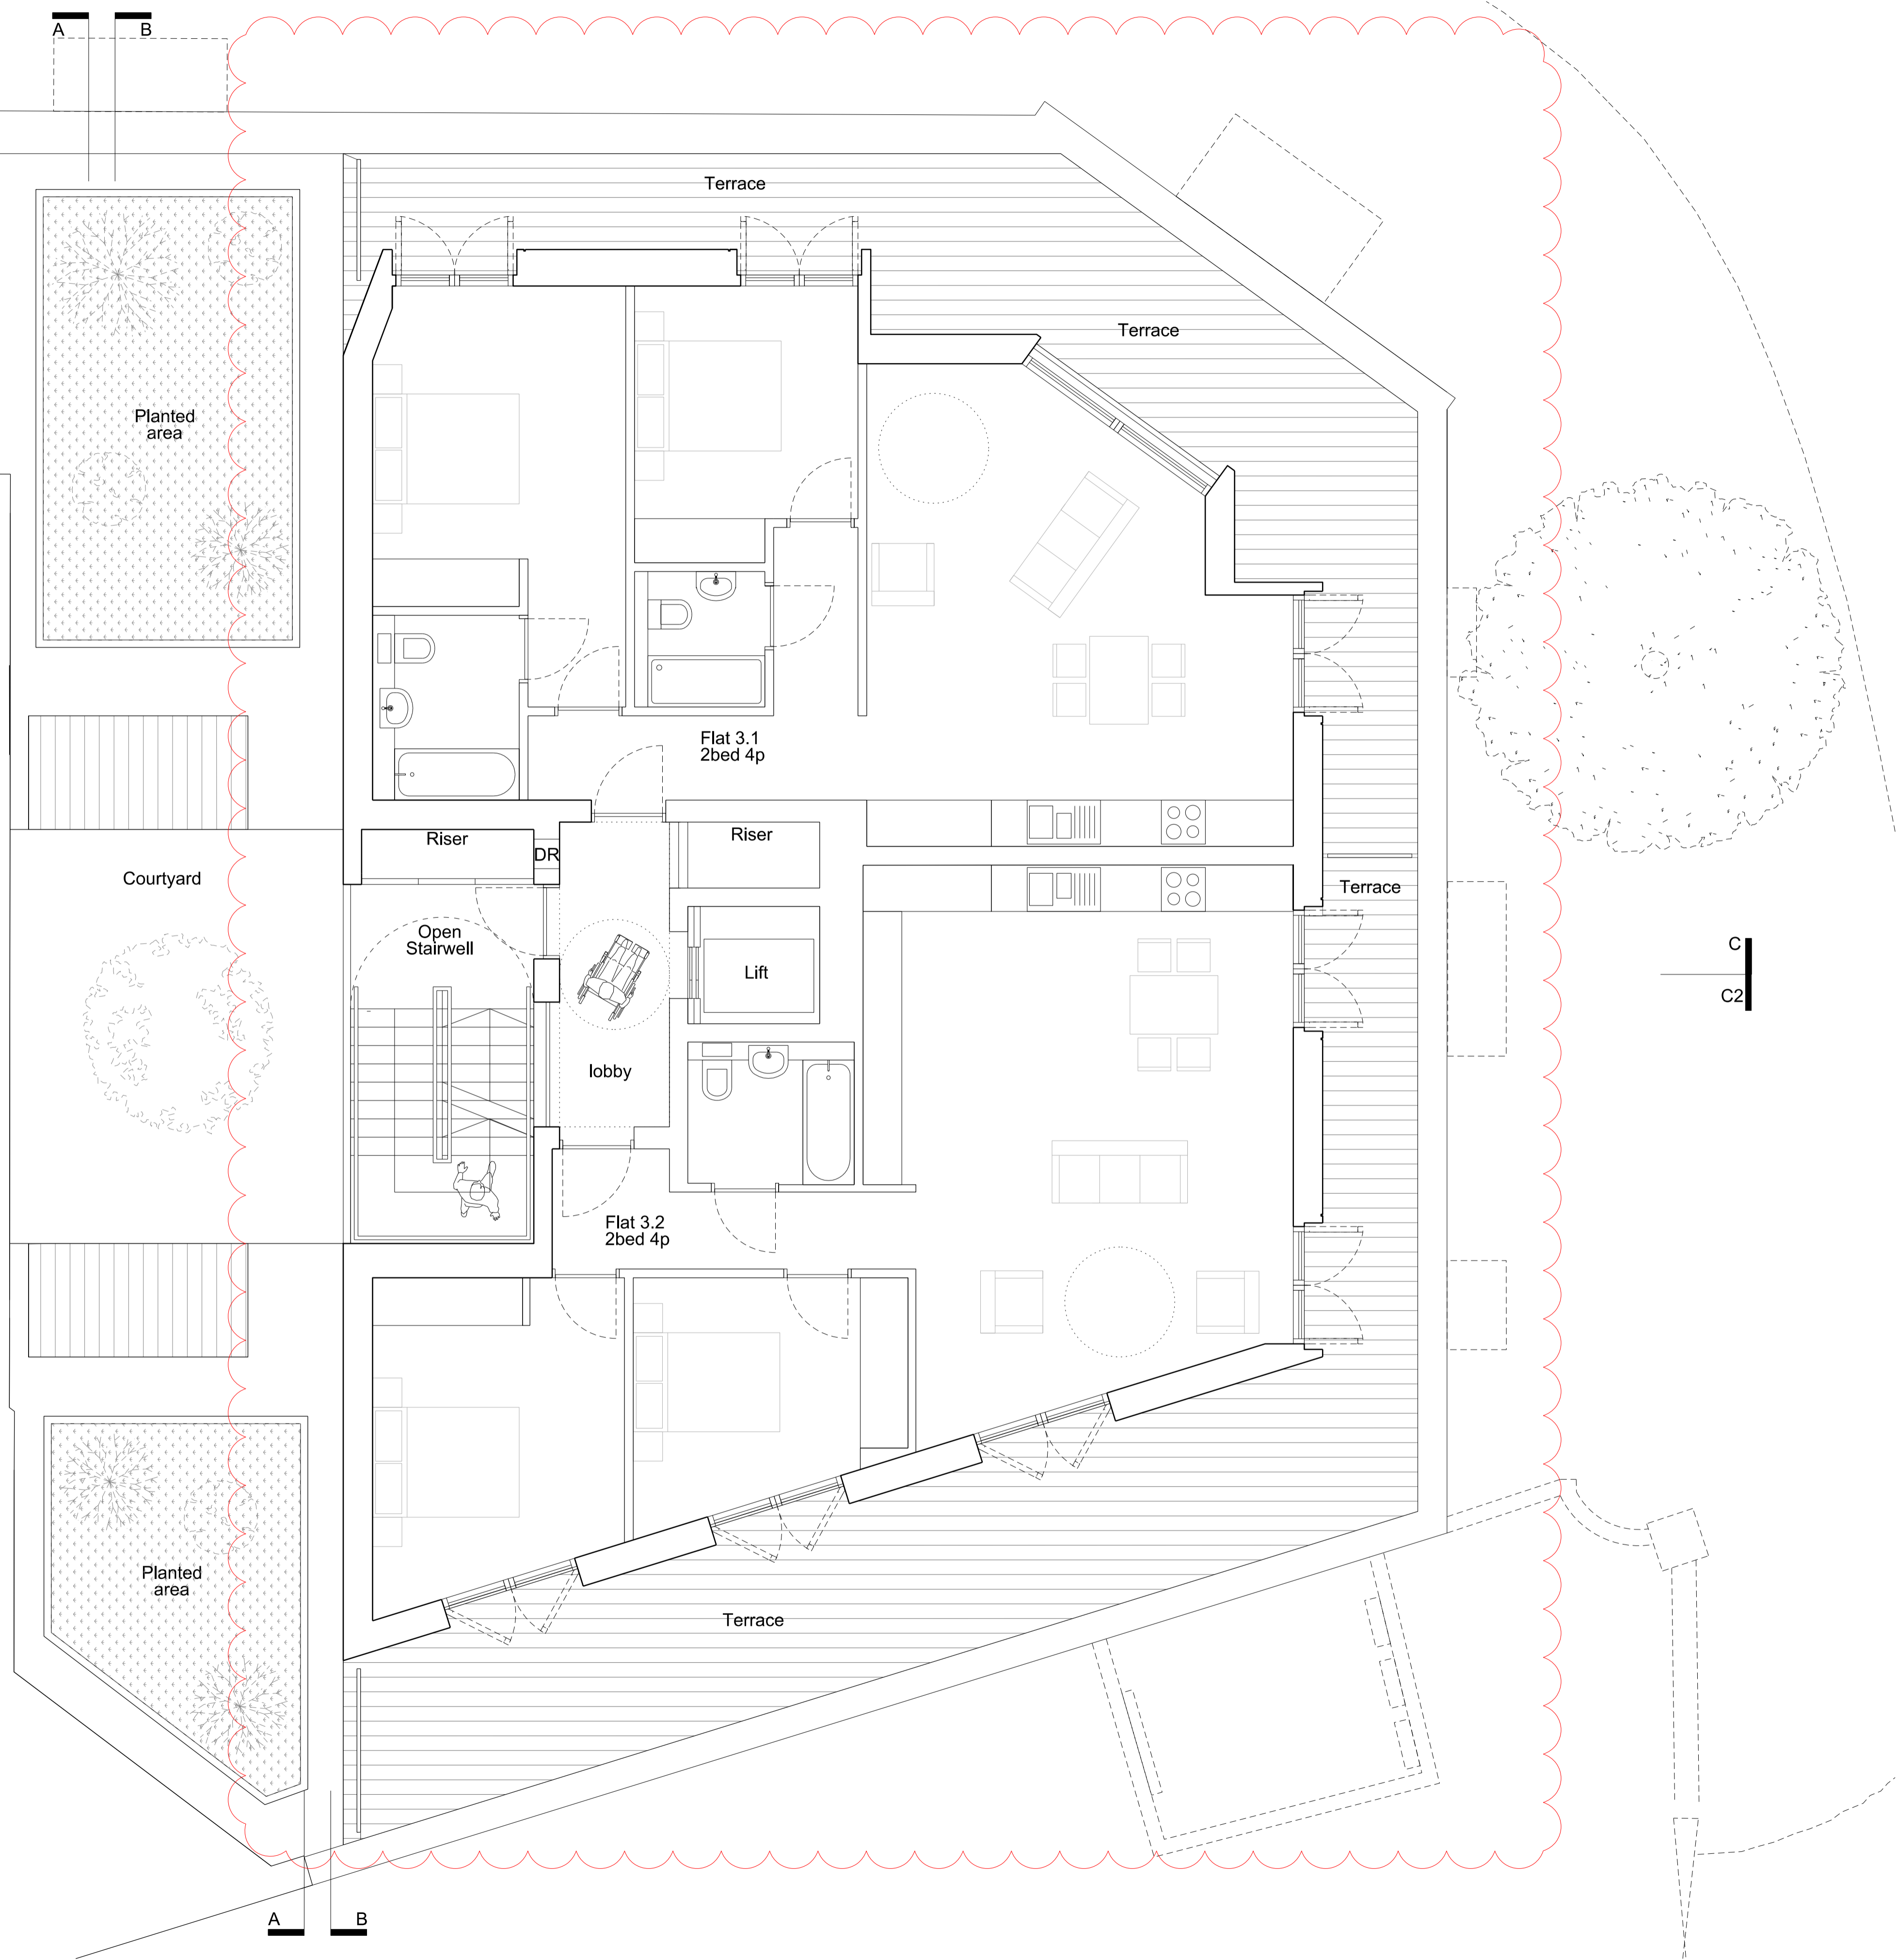 A
B
Terrace
Terrace
Planted
area
Flat 3.1
2bed 4p
Riser
Riser
DR
Courtyard
Terrace
Open
Stairwell
Lift
C
C2
lobby
Flat 3.2
2bed 4p
Planted
area
Terrace
A
B